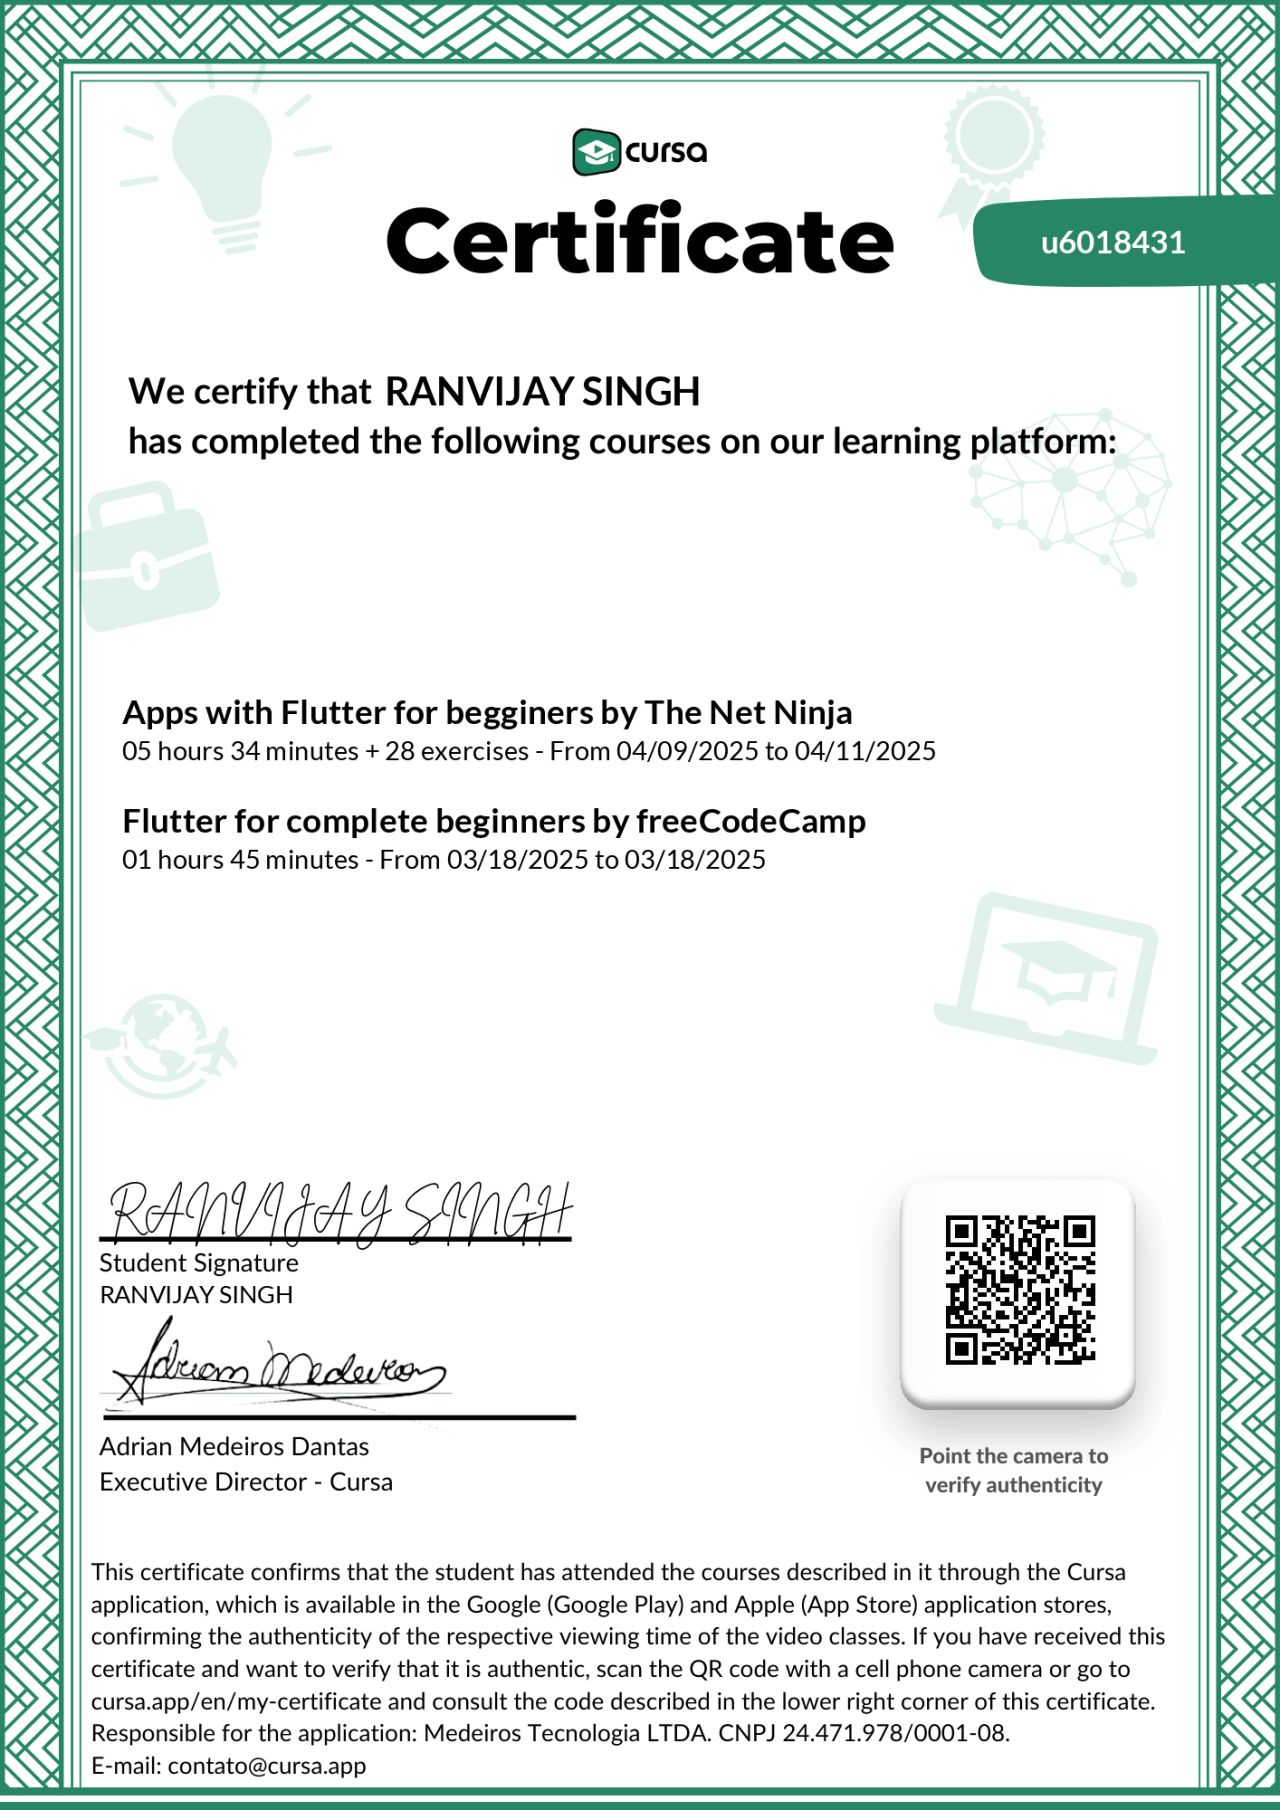 cursa
Certificate
u6018431
We certify that RANVIJAY SINGH
has completed the following courses on our learning platform:
Apps with Flutter for begginers by The Net Ninja
05 hours 34 minutes + 28 exercises - From 04/09/2025 to 04/11/2025
Flutter for complete beginners by freeCodeCamp
01 hours 45 minutes - From 03/18/2025 to 03/18/2025
RANVIJAY SINGH
Student Signature
RANVIJAY SINGH
Adrian Medeiros
Adrian Medeiros Dantas
Executive Director - Cursa
Point the camera to
verify authenticity
This certificate confirms that the student has attended the courses described in it through the Cursa
application, which is available in the Google (Google Play) and Apple (App Store) application stores,
confirming the authenticity of the respective viewing time of the video classes. If you have received this
certificate and want to verify that it is authentic, scan the QR code with a cell phone camera or go to
cursa.app/en/my-certificate and consult the code described in the lower right corner of this certificate.
Responsible for the application: Medeiros Tecnologia LTDA. CNPJ 24.471.978/0001-08.
E-mail: contato@cursa.app